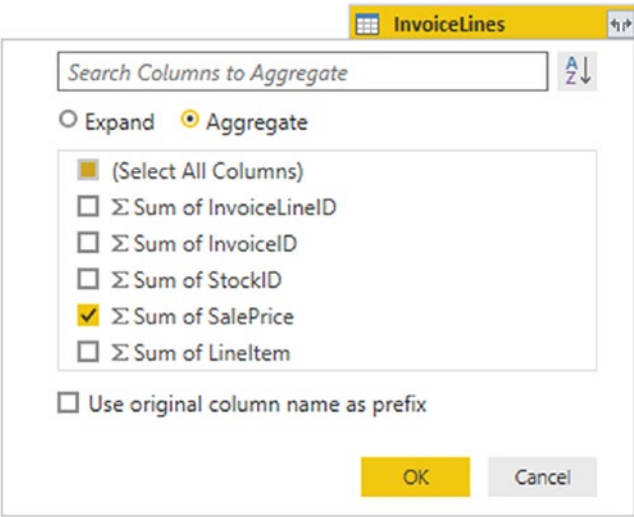 InvoiceLines
Search Columns to Aggregate
A
Z
Expand Aggregate
(Select All Columns)
Σ Sum of InvoiceLineID
Σ Sum of InvoiceID
Σ Sum of StockID
Σ Sum of SalePrice
Σ Sum of LineItem
Use original column name as prefix
OK Cancel